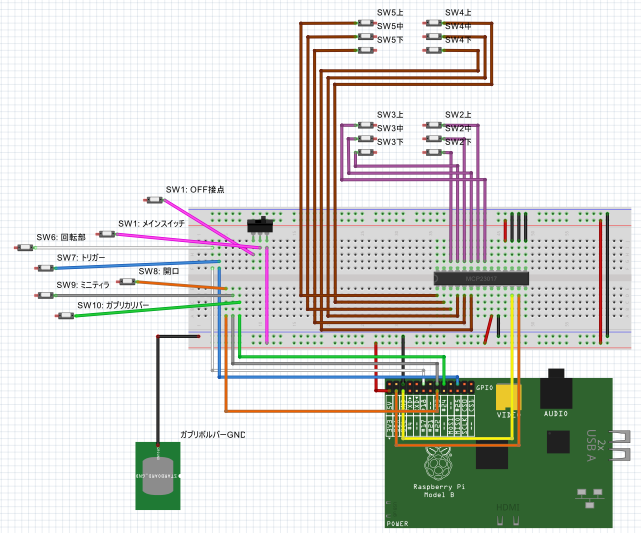 SW5上
SW4上
SW5中
SW4中
SW5下
SW4下
SW3上
SW2上
SW3中
SW2中
SW3下
SW2下
SW1: OFF接点
SW1: メインスイッチ
SW6: 回転部
SW7: トリガー
SW8: 開口
SW9: ミニティラ
SW10: ガブリカリバー
MCP23017
GPIO
VIDEO
AUDIO
ガブリボルバーGND
USB A
2x
Raspberry Pi
Model B
HDMI
POWER